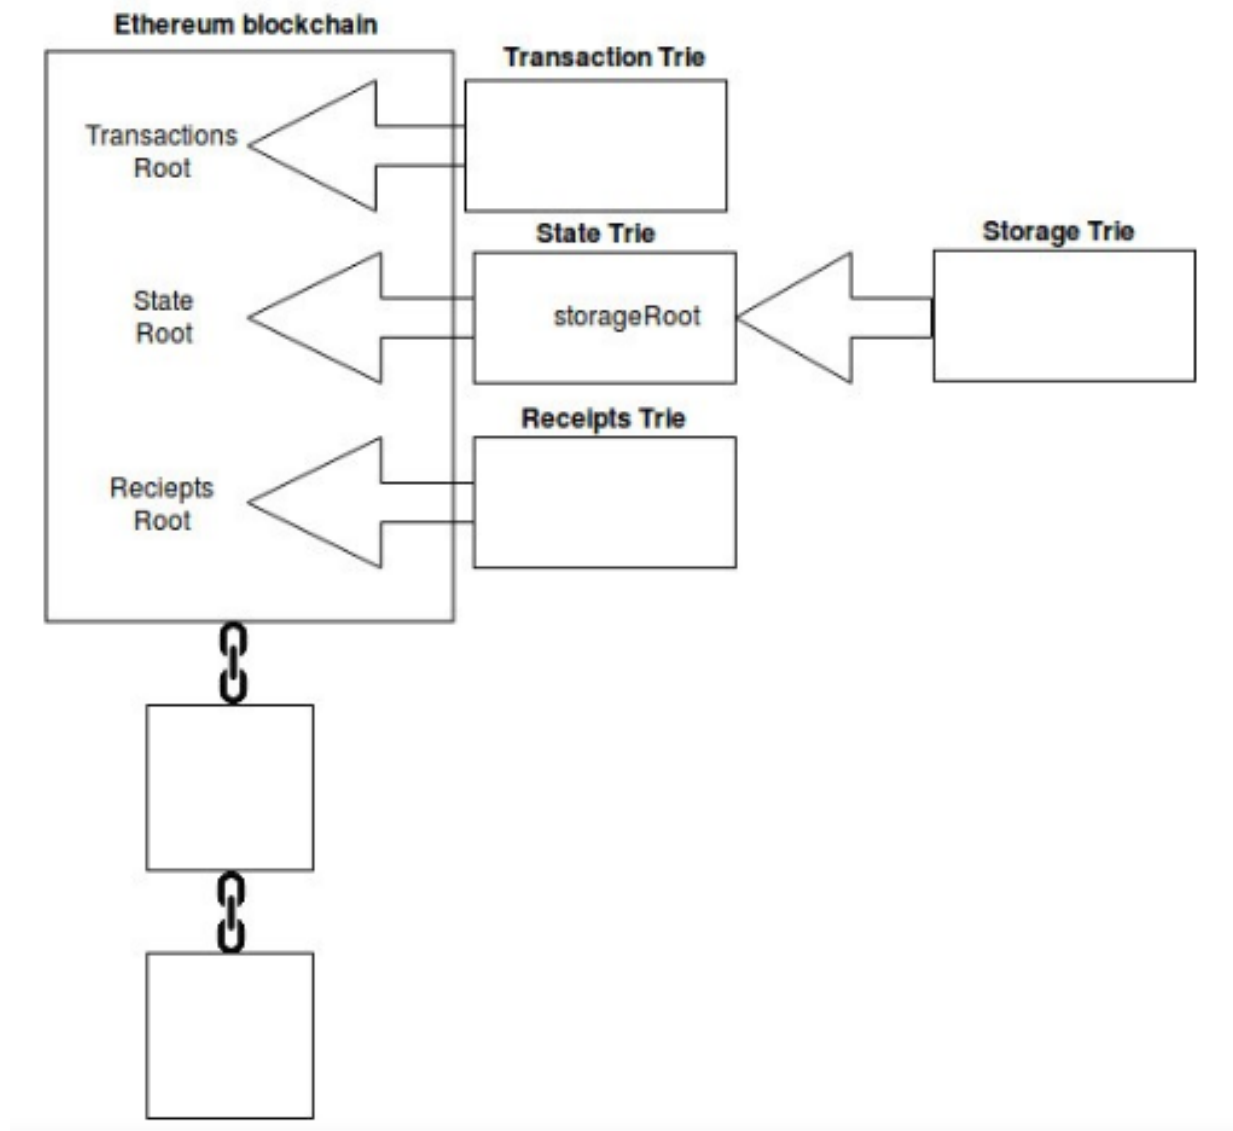 Ethereum blockchain
Transaction Trie
Transactions
Root
State Trie
Storage Trie
State
Root
storageRoot
Receipts Trie
Reciepts
Root